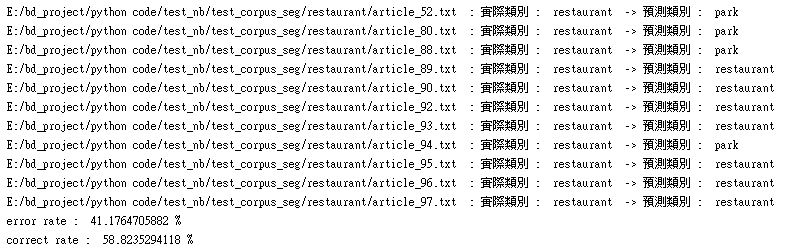 E:/bd_project/python code/test_nb/test_corpus_seg/restaurant/article_52.txt : 實際類別 : restaurant -> 預測類別 : park
E:/bd_project/python code/test_nb/test_corpus_seg/restaurant/article_80.txt : 實際類別 : restaurant -> 預測類別 : park
E:/bd_project/python code/test_nb/test_corpus_seg/restaurant/article_88.txt : 實際類別 : restaurant -> 預測類別 : park
E:/bd_project/python code/test_nb/test_corpus_seg/restaurant/article_89.txt : 實際類別 : restaurant -> 預測類別 : restaurant
E:/bd_project/python code/test_nb/test_corpus_seg/restaurant/article_90.txt : 實際類別 : restaurant -> 預測類別 : restaurant
E:/bd_project/python code/test_nb/test_corpus_seg/restaurant/article_92.txt : 實際類別 : restaurant -> 預測類別 : restaurant
E:/bd_project/python code/test_nb/test_corpus_seg/restaurant/article_93.txt : 實際類別 : restaurant -> 預測類別 : restaurant
E:/bd_project/python code/test_nb/test_corpus_seg/restaurant/article_94.txt : 實際類別 : restaurant -> 預測類別 : park
E:/bd_project/python code/test_nb/test_corpus_seg/restaurant/article_95.txt : 實際類別 : restaurant -> 預測類別 : restaurant
E:/bd_project/python code/test_nb/test_corpus_seg/restaurant/article_96.txt : 實際類別 : restaurant -> 預測類別 : restaurant
E:/bd_project/python code/test_nb/test_corpus_seg/restaurant/article_97.txt : 實際類別 : restaurant -> 預測類別 : restaurant
error rate : 41.1764705882 %
correct rate : 58.8235294118 %